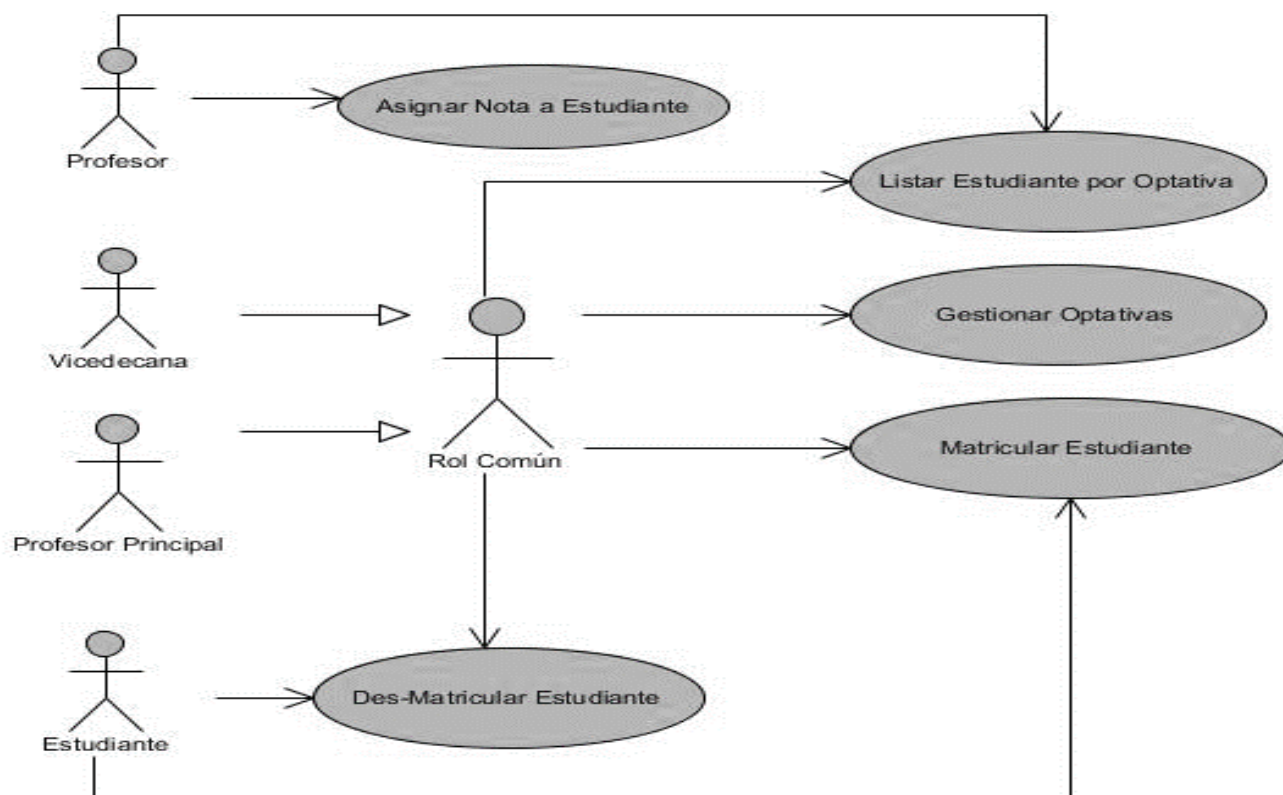 Asignar Nota a Estudiante
Profesor
Listar Estudiante por Optativa
Gestionar Optativas
Vicedecana
Matricular Estudiante
Rol Común
Profesor Principal
Des-Matricular Estudiante
Estudiante